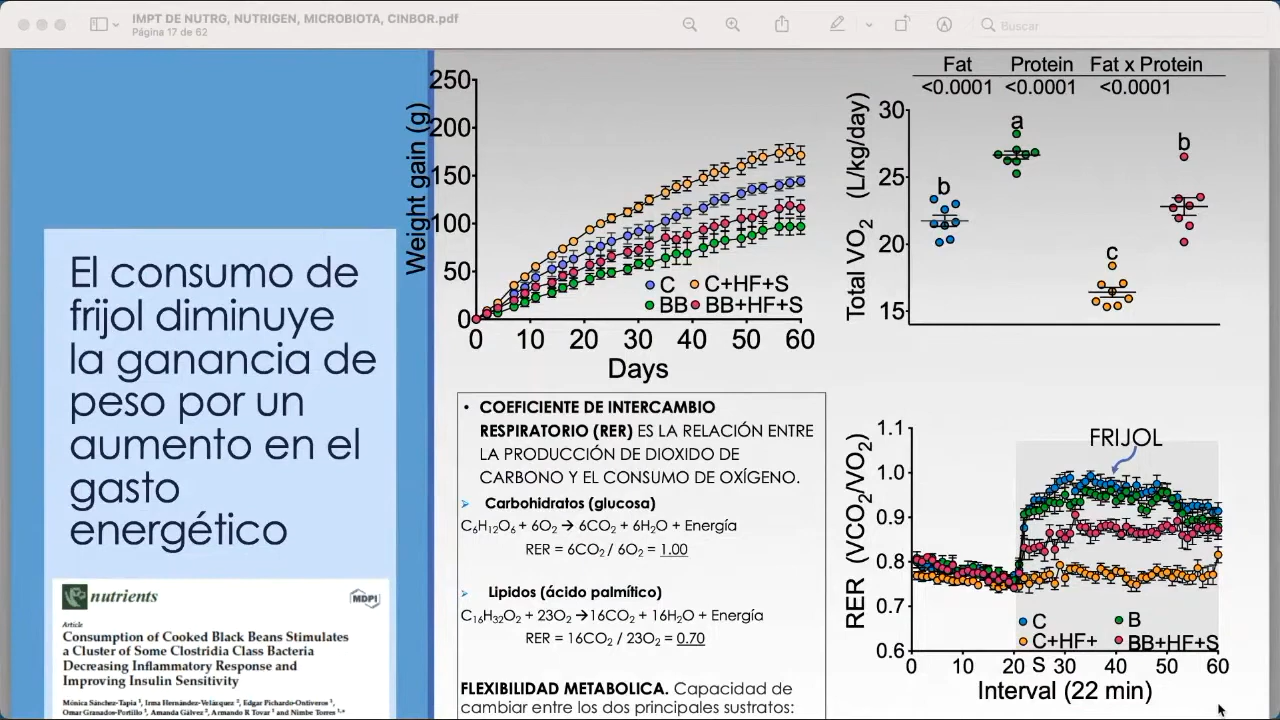 IMPT DE NUTRG, NUTRIGEN, MICROBIOTA, CINBOR.pdf
Página 17 de 62
Buscar
El consumo de
frijol diminuye
la ganancia de
peso por un
aumento en el
gasto
energético
nutrients
MDPI
Article
Consumption of Cooked Black Beans Stimulates
a Cluster of Some Clostridia Class Bacteria
Decreasing Inflammatory Response and
Improving Insulin Sensitivity
Mónica Sánchez-Tapia 1, Irma Hernández-Velázquez 2, Edgar Pichardo-Ontiveros 1,
Omar Granados-Portillo 1, Amanda Gálvez 2, Armando R Tovar 1 and Nimbe Torres 1,*
Weight gain (g)
250
200
150
100
50
0
C C+HF+S
BB BB+HF+S
0 10 20 30 40 50 60
Days
• COEFICIENTE DE INTERCAMBIO
RESPIRATORIO (RER) ES LA RELACIÓN ENTRE
LA PRODUCCIÓN DE DIOXIDO DE
CARBONO Y EL CONSUMO DE OXÍGENO.
➢ Carbohidratos (glucosa)
C6H12O6 + 6O2 → 6CO2 + 6H2O + Energía
RER = 6CO2 / 6O2 = 1.00
➢ Lipidos (ácido palmítico)
C16H32O2 + 23O2 →16CO2 + 16H2O + Energía
RER = 16CO2 / 23O2 = 0.70
FLEXIBILIDAD METABOLICA. Capacidad de
cambiar entre los dos principales sustratos:
Fat Protein Fat x Protein
<0.0001 <0.0001 <0.0001
Total VO2 (L/kg/day)
30
25
20
15
b
a
c
b
RER (VCO2/VO2)
1.1
1.0
0.9
0.8
0.7
0.6
FRIJOL
C B
C+HF+ BB+HF+S
S
0 10 20 30 40 50 60
Interval (22 min)